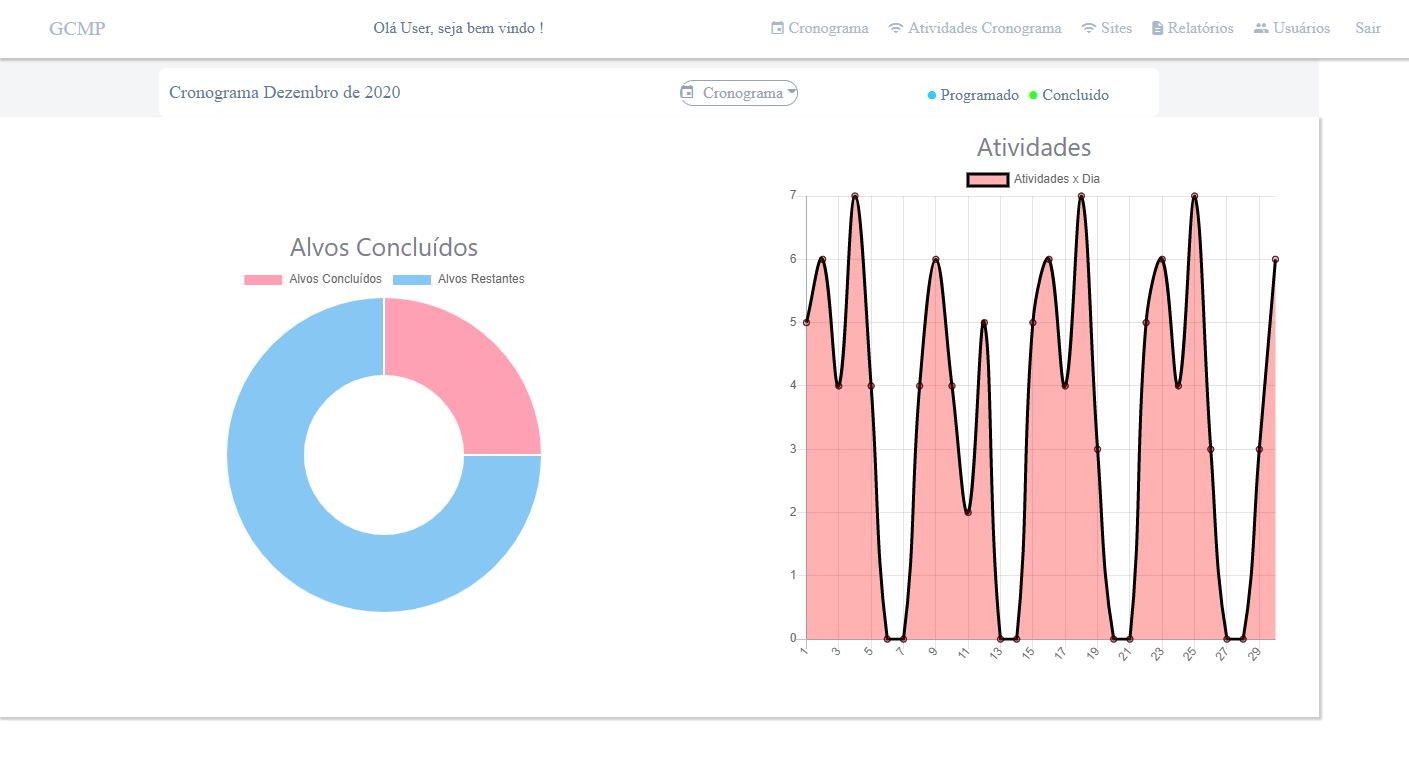 GCMP
Olá User, seja bem vindo !
Cronograma
Atividades Cronograma
Sites
Relatórios
Usuários
Sair
Cronograma Dezembro de 2020
Cronograma
Programado
Concluido
Alvos Concluídos
Alvos Concluídos
Alvos Restantes
Atividades
Atividades x Dia
7
6
5
4
3
2
1
0
1
3
5
7
9
11
13
15
17
19
21
23
25
27
29